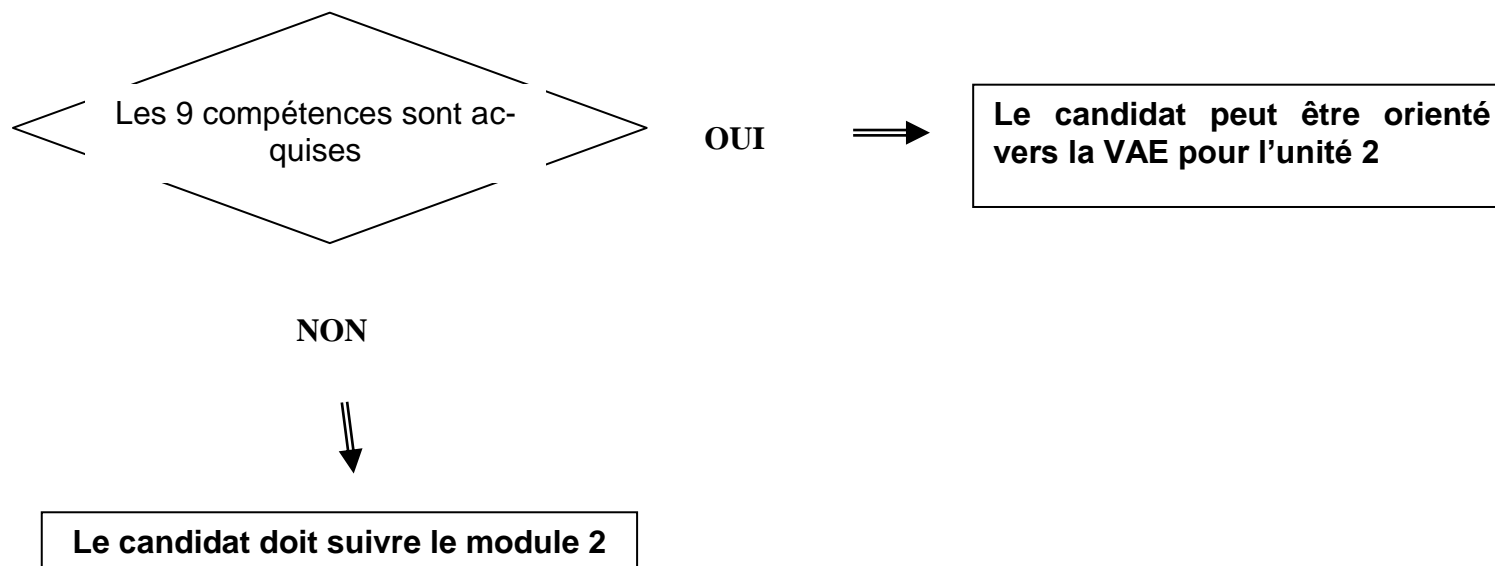 Les 9 compétences sont ac-
quises
OUI
Le candidat peut être orienté
vers la VAE pour l'unité 2
NON
Le candidat doit suivre le module 2